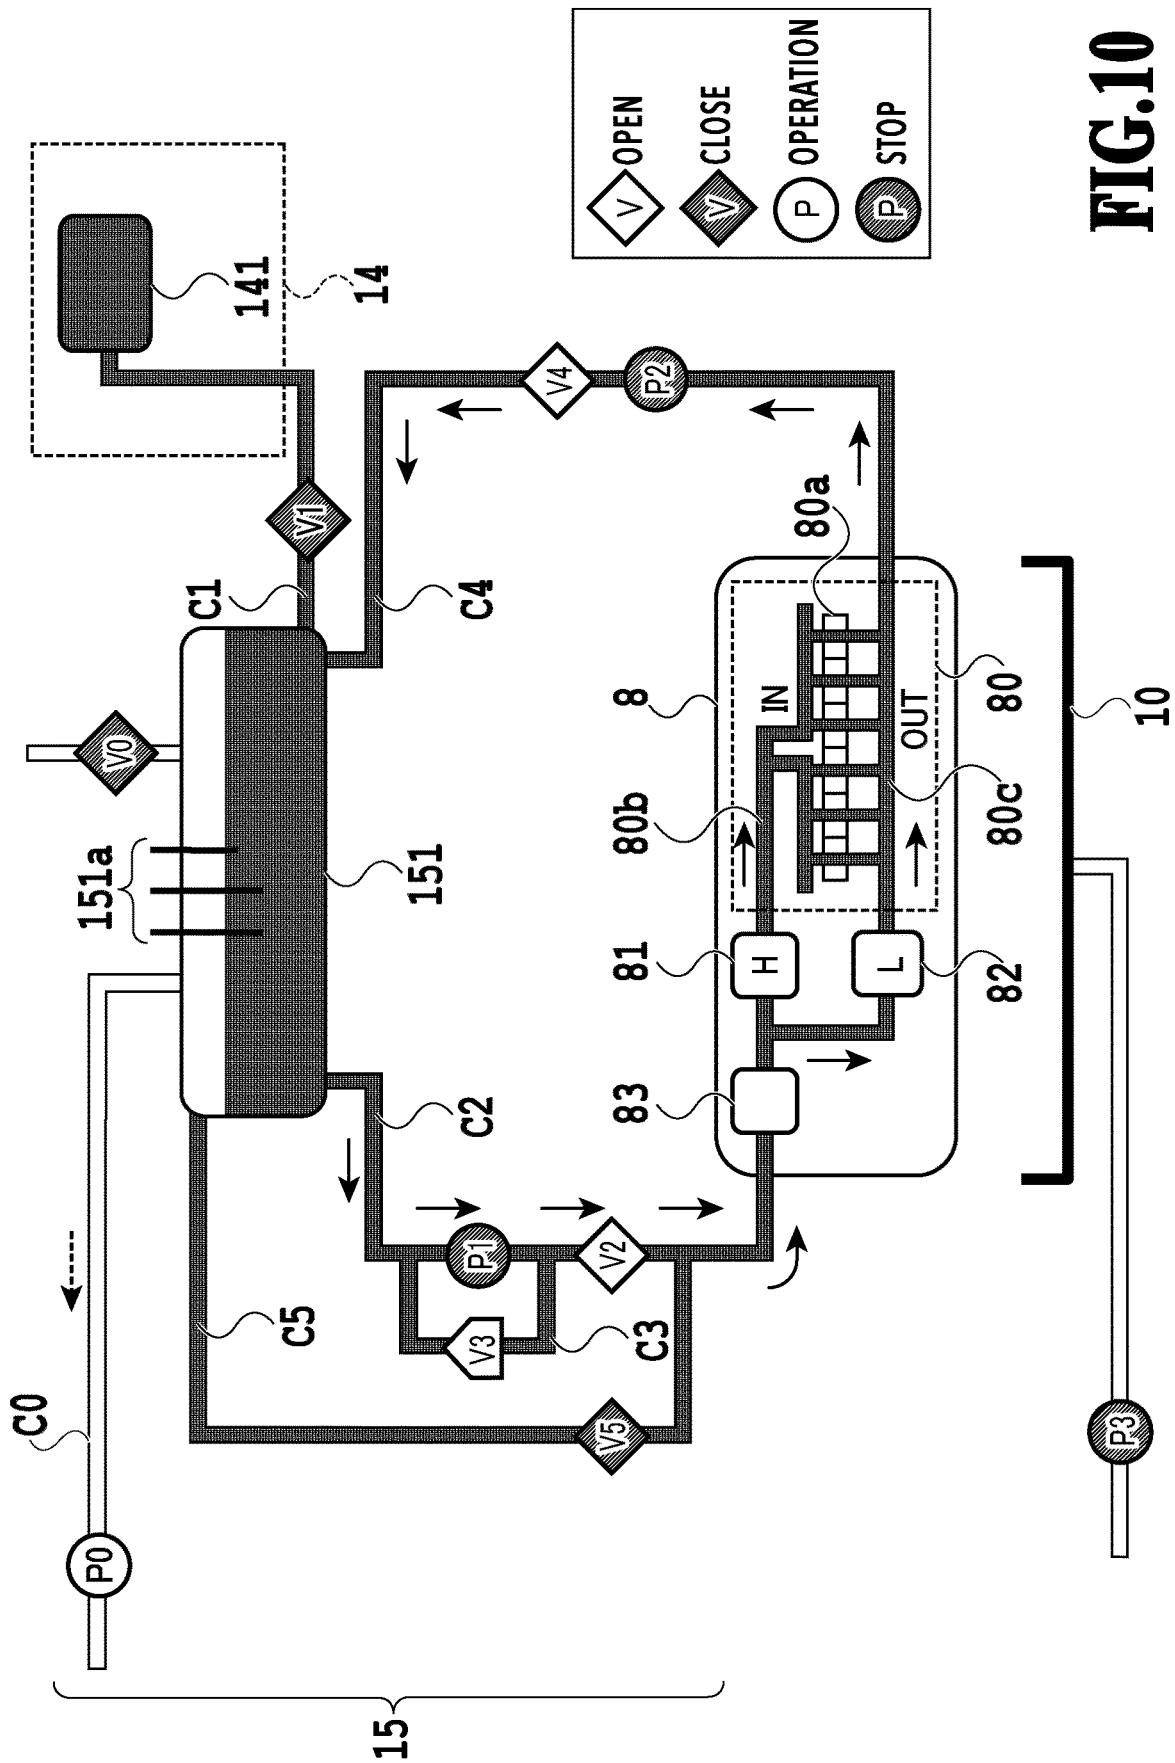 15
P0
C0
C5
V5
V3
C3
P1
V2
C2
151a
151
V0
C1
V1
141
14
C4
V4
P2
8
83
81
H
L
82
80b
IN
OUT
80a
80
80c
10
P3
V OPEN
V CLOSE
P OPERATION
P STOP
FIG.10